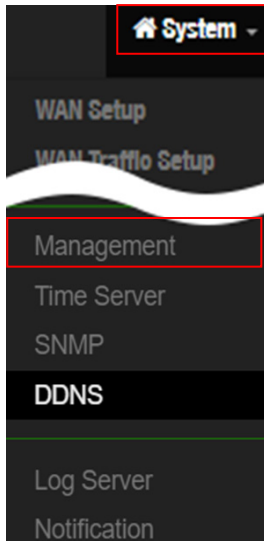 System
WAN Setup
WAN Traffic Setup
Management
Time Server
SNMP
DDNS
Log Server
Notification